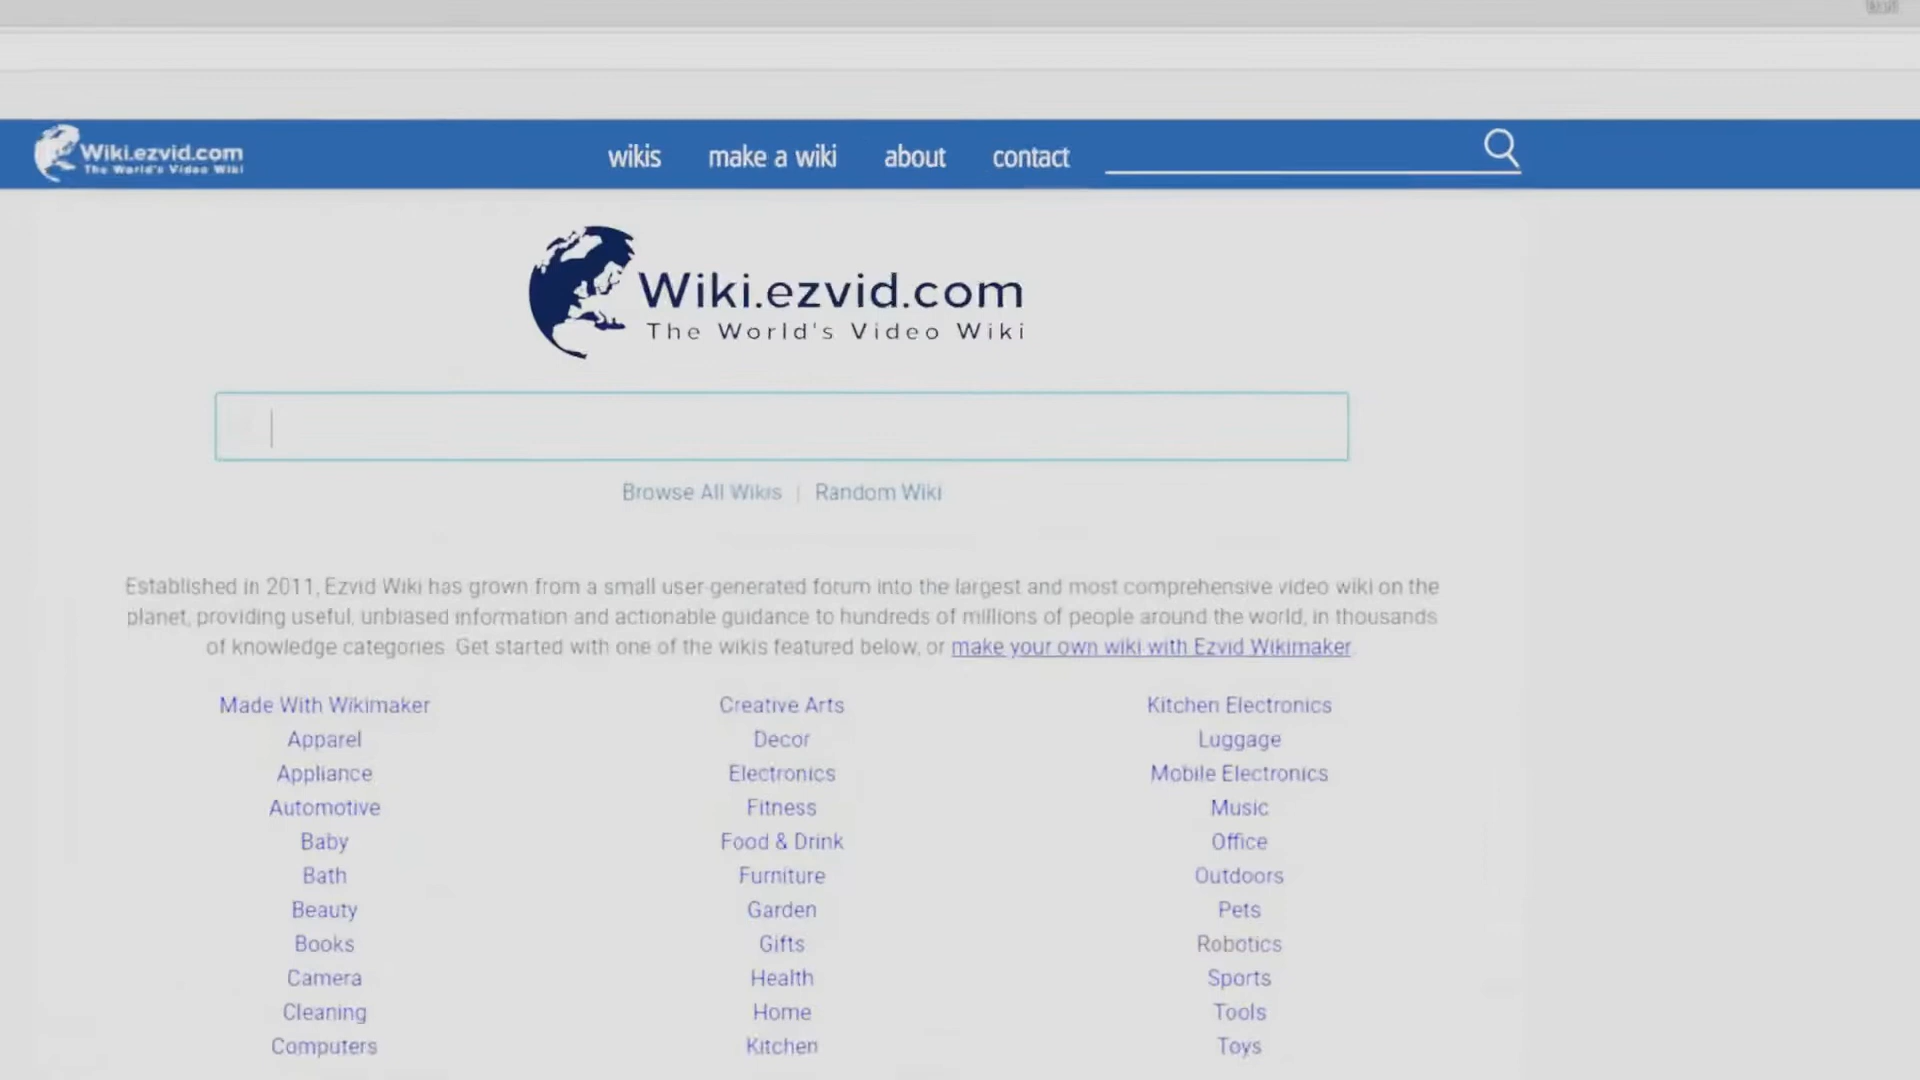 Wiki.ezvid.com
The World's Video Wiki
wikis make a wiki about contact
Wiki.ezvid.com
The World's Video Wiki
Browse All Wikis | Random Wiki
Established in 2011, Ezvid Wiki has grown from a small user-generated forum into the largest and most comprehensive video wiki on the
planet, providing useful, unbiased information and actionable guidance to hundreds of millions of people around the world, in thousands
of knowledge categories. Get started with one of the wikis featured below, or make your own wiki with Ezvid Wikimaker
Made With Wikimaker
Apparel
Appliance
Automotive
Baby
Bath
Beauty
Books
Camera
Cleaning
Computers
Creative Arts
Decor
Electronics
Fitness
Food & Drink
Furniture
Garden
Gifts
Health
Home
Kitchen
Kitchen Electronics
Luggage
Mobile Electronics
Music
Office
Outdoors
Pets
Robotics
Sports
Tools
Toys